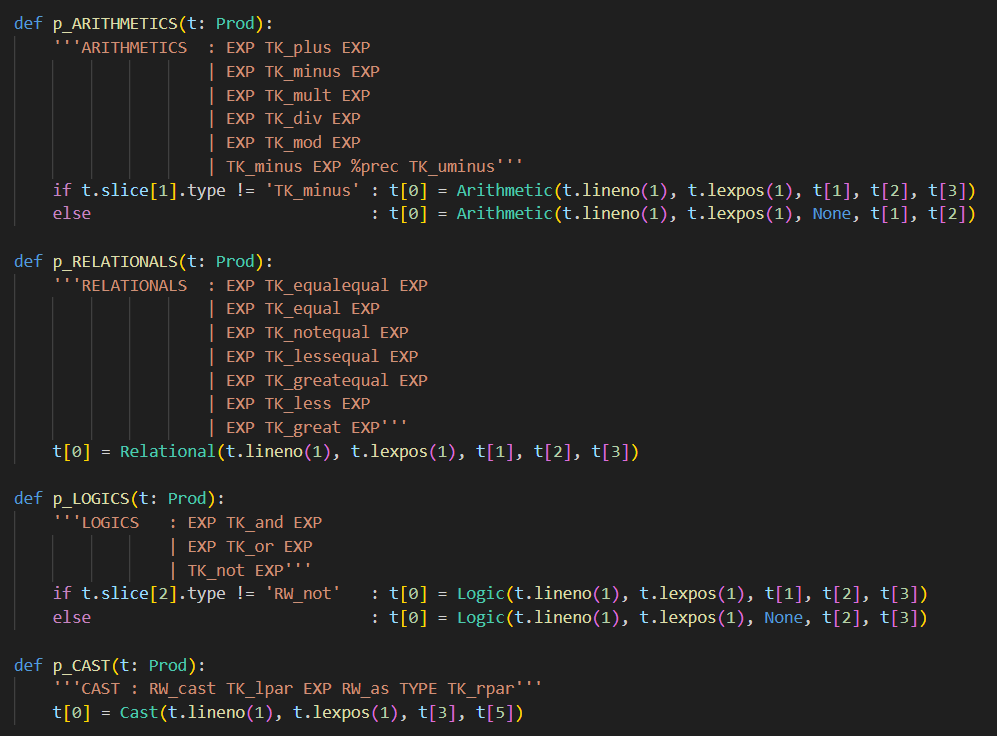 def p_ARITHMETICS(t: Prod):
    '''ARITHMETICS  : EXP TK_plus EXP
                    | EXP TK_minus EXP
                    | EXP TK_mult EXP
                    | EXP TK_div EXP
                    | EXP TK_mod EXP
                    | TK_minus EXP %prec TK_uminus'''
    if t.slice[1].type != 'TK_minus' : t[0] = Arithmetic(t.lineno(1), t.lexpos(1), t[1], t[2], t[3])
    else                             : t[0] = Arithmetic(t.lineno(1), t.lexpos(1), None, t[1], t[2])

def p_RELATIONALS(t: Prod):
    '''RELATIONALS  : EXP TK_equalequal EXP
                    | EXP TK_equal EXP
                    | EXP TK_notequal EXP
                    | EXP TK_lessequal EXP
                    | EXP TK_greatequal EXP
                    | EXP TK_less EXP
                    | EXP TK_great EXP'''
    t[0] = Relational(t.lineno(1), t.lexpos(1), t[1], t[2], t[3])

def p_LOGICS(t: Prod):
    '''LOGICS   : EXP TK_and EXP
                | EXP TK_or EXP
                | TK_not EXP'''
    if t.slice[2].type != 'RW_not'   : t[0] = Logic(t.lineno(1), t.lexpos(1), t[1], t[2], t[3])
    else                             : t[0] = Logic(t.lineno(1), t.lexpos(1), None, t[2], t[3])

def p_CAST(t: Prod):
    '''CAST : RW_cast TK_lpar EXP RW_as TYPE TK_rpar'''
    t[0] = Cast(t.lineno(1), t.lexpos(1), t[3], t[5])